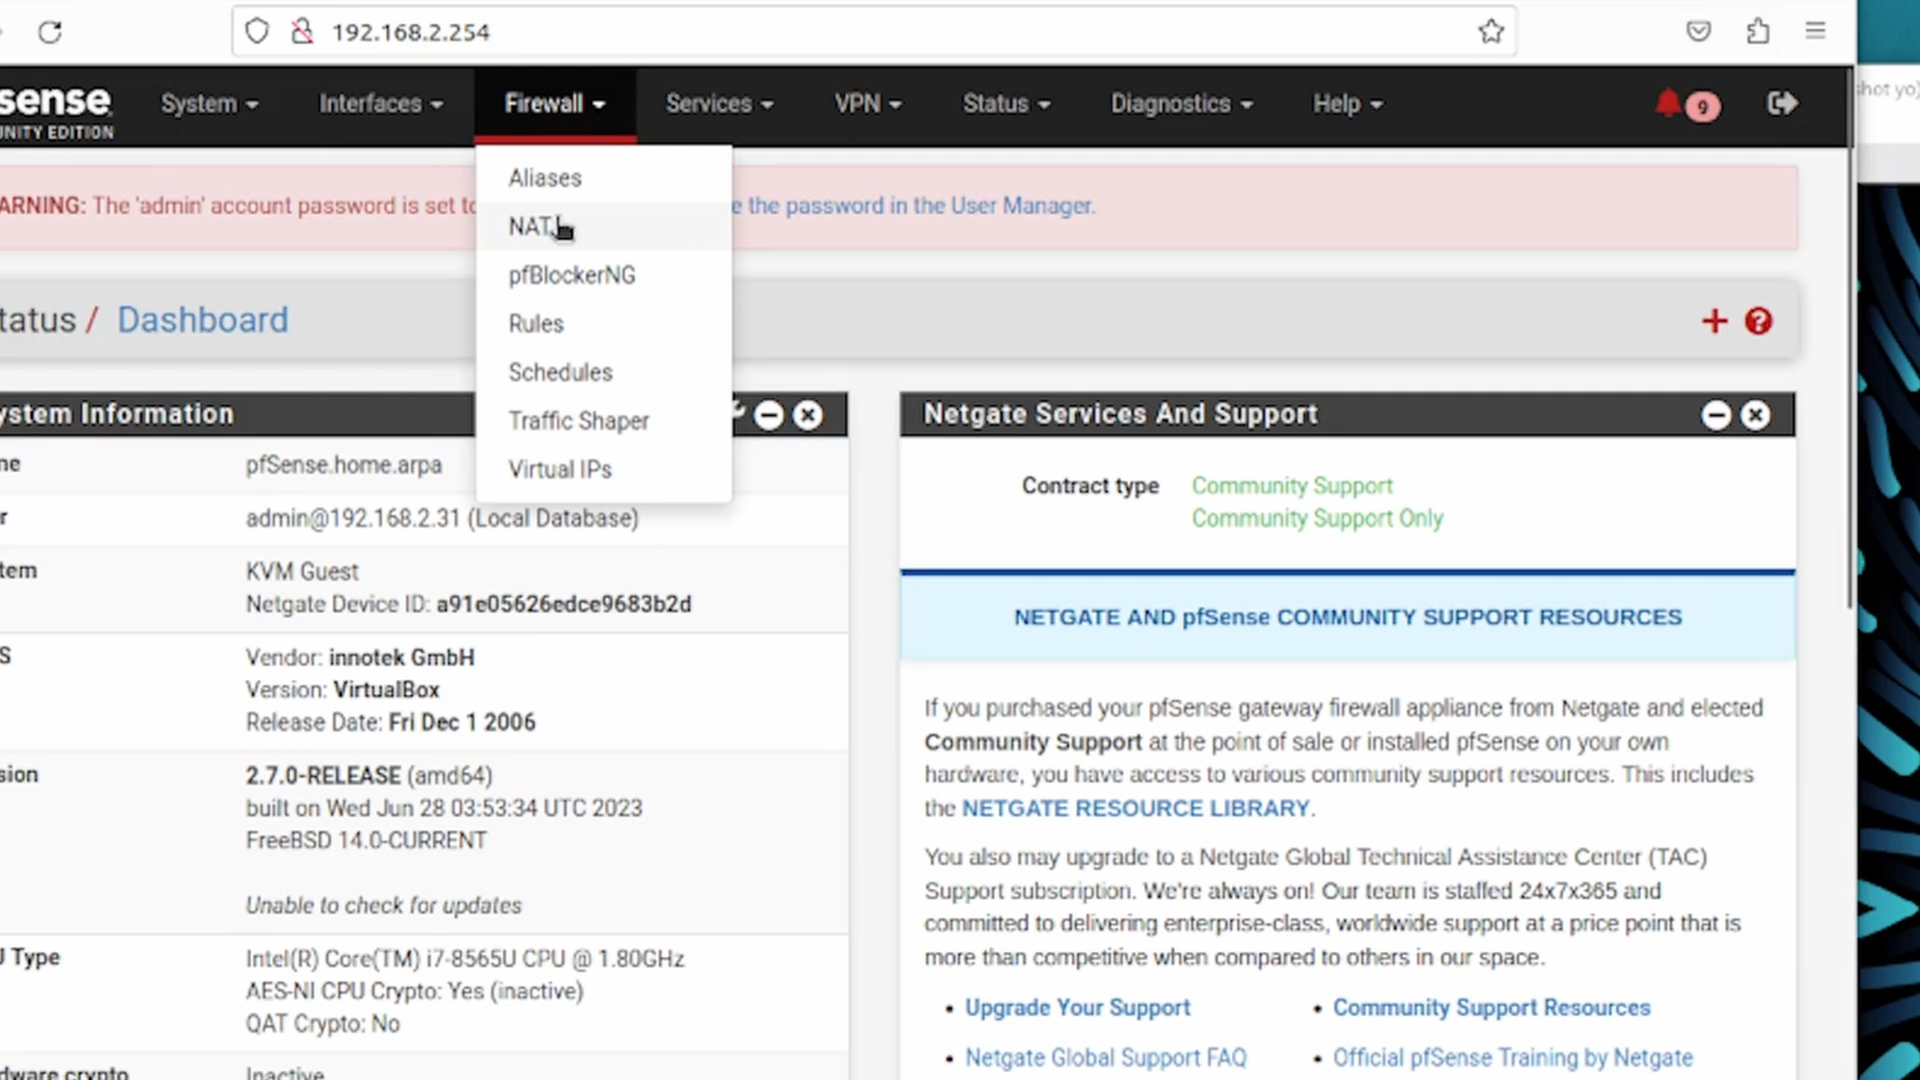 192.168.2.254
hot yo)
sense
System
Interfaces
Firewall
Services
VPN
Status
Diagnostics
Help
9
UNITY EDITION
Aliases
NAT
pfBlockerNG
Rules
Schedules
Traffic Shaper
Virtual IPs
ARNING: The 'admin' account password is set to
e the password in the User Manager.
tatus / Dashboard
ystem Information
me
pfSense.home.arpa
r
admin@192.168.2.31 (Local Database)
tem
KVM Guest
Netgate Device ID: a91e05626edce9683b2d
S
Vendor: innotek GmbH
Version: VirtualBox
Release Date: Fri Dec 1 2006
sion
2.7.0-RELEASE (amd64)
built on Wed Jun 28 03:53:34 UTC 2023
FreeBSD 14.0-CURRENT
Unable to check for updates
U Type
Intel(R) Core(TM) i7-8565U CPU @ 1.80GHz
AES-NI CPU Crypto: Yes (inactive)
QAT Crypto: No
dware crypto
Inactive
Netgate Services And Support
Contract type
Community Support
Community Support Only
NETGATE AND pfSense COMMUNITY SUPPORT RESOURCES
If you purchased your pfSense gateway firewall appliance from Netgate and elected
Community Support at the point of sale or installed pfSense on your own
hardware, you have access to various community support resources. This includes
the NETGATE RESOURCE LIBRARY.
You also may upgrade to a Netgate Global Technical Assistance Center (TAC)
Support subscription. We're always on! Our team is staffed 24x7x365 and
committed to delivering enterprise-class, worldwide support at a price point that is
more than competitive when compared to others in our space.
Upgrade Your Support
Community Support Resources
Netgate Global Support FAQ
Official pfSense Training by Netgate